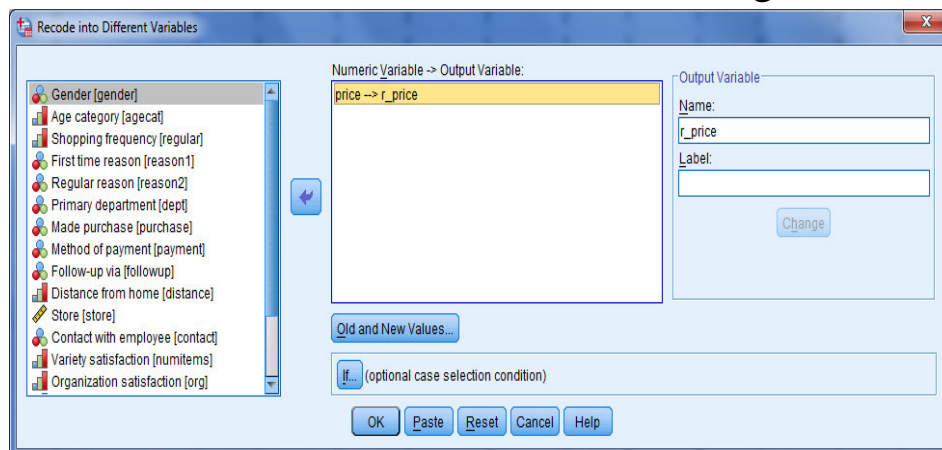 Recode into Different Variables
x
Gender [gender]
Age category [agecat]
Shopping frequency [regular]
First time reason [reason1]
Regular reason [reason2]
Primary department [dept]
Made purchase [purchase]
Method of payment [payment]
Follow-up via [followup]
Distance from home [distance]
Store [store]
Contact with employee [contact]
Variety satisfaction [numitems]
Organization satisfaction [org]
Numeric Variable -> Output Variable:
price --> r_price
Old and New Values...
If... (optional case selection condition)
Output Variable
Name:
r_price
Label:
Change
OK Paste Reset Cancel Help